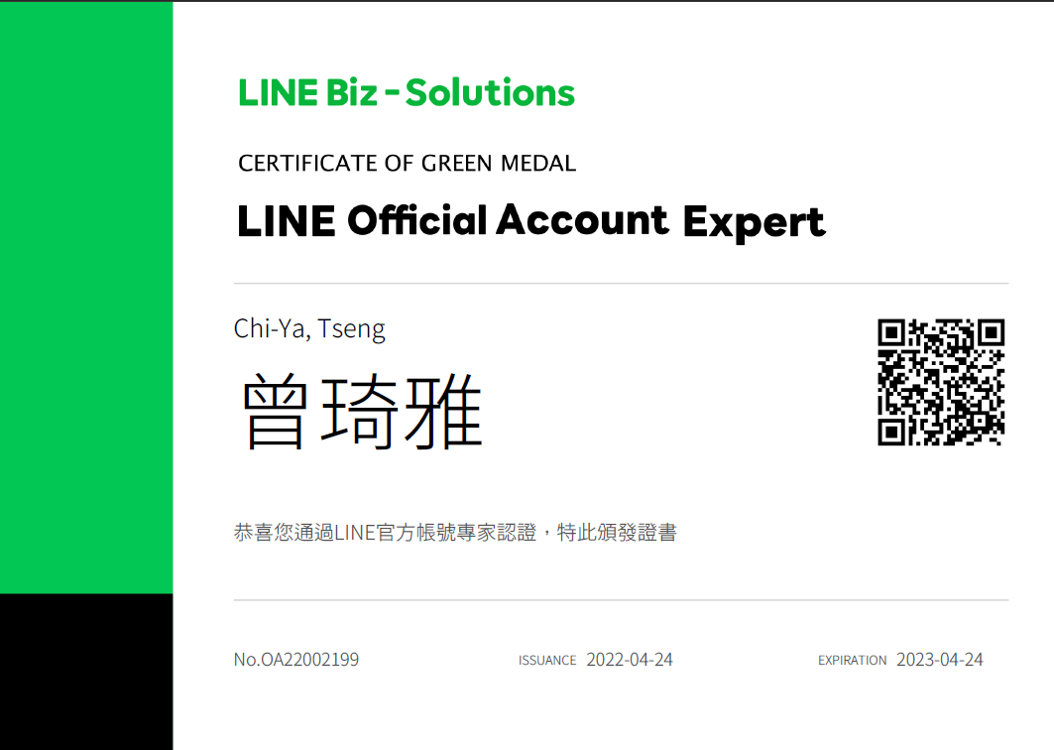 LINE Biz-Solutions
CERTIFICATE OF GREEN MEDAL
LINE Official Account Expert
Chi-Ya, Tseng
曾琦雅
恭喜您通過LINE官方帳號專家認證，特此頒發證書
No.OA22002199 ISSUANCE 2022-04-24 EXPIRATION 2023-04-24